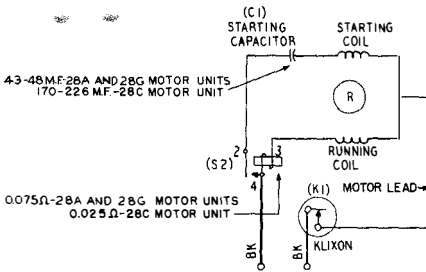 (C1)
STARTING
CAPACITOR
STARTING
COIL
43-48 M.F.-28A AND 28G MOTOR UNITS
170-226 M.F.-28C MOTOR UNIT
R
2
3
(S2)
4
RUNNING
COIL
0.075Ω-28A AND 28G MOTOR UNITS
0.025Ω-28C MOTOR UNIT
(K1)
MOTOR LEAD
KLIXON
BK
BK